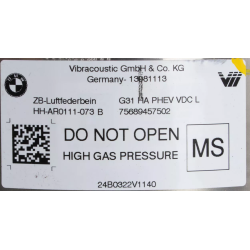 Vibracoustic GmbH & Co. KG
Germany- 13981113
ZB-Luftfederbein G31 HA PHEV VDC L
HH-AR0111-073 B 75689457502
DO NOT OPEN
HIGH GAS PRESSURE
MS
24B0322V1140